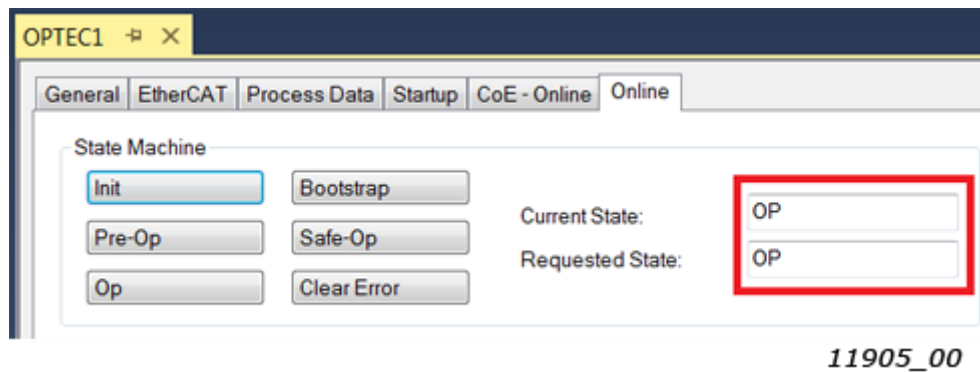 OPTEC1
General EtherCAT Process Data Startup CoE - Online Online
State Machine
Init Bootstrap
Current State: OP
Pre-Op Safe-Op
Requested State: OP
Op Clear Error
11905_00